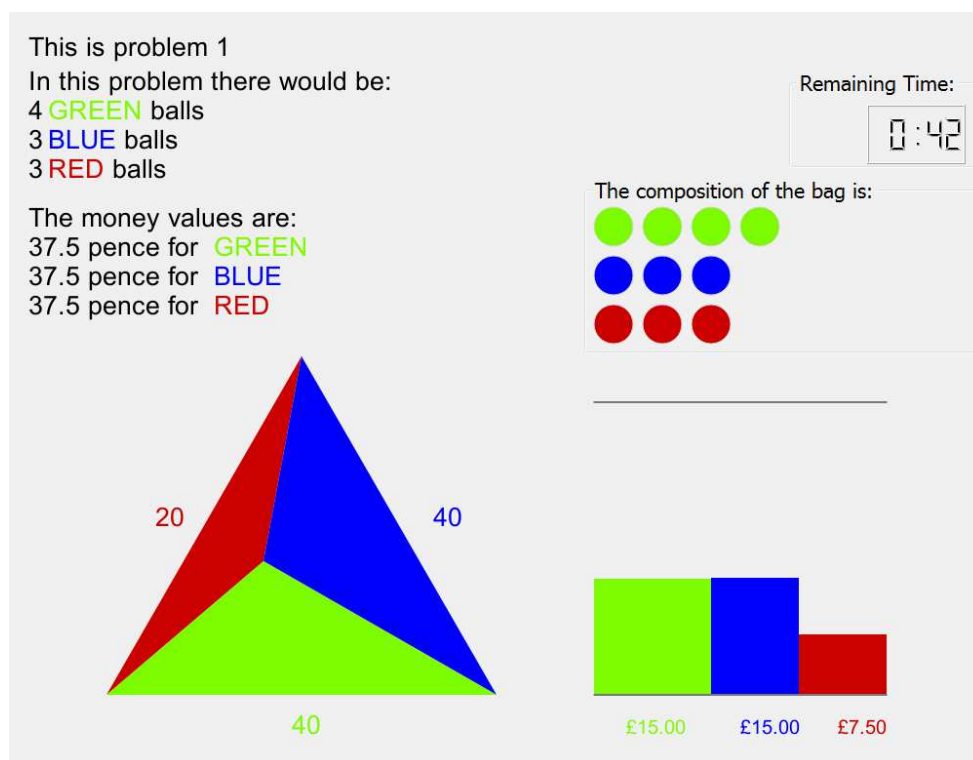 This is problem 1
In this problem there would be:
4 GREEN balls
3 BLUE balls
3 RED balls
The money values are:
37.5 pence for GREEN
37.5 pence for BLUE
37.5 pence for RED
Remaining Time:
0:42
The composition of the bag is:
20
40
40
£15.00 £15.00 £7.50